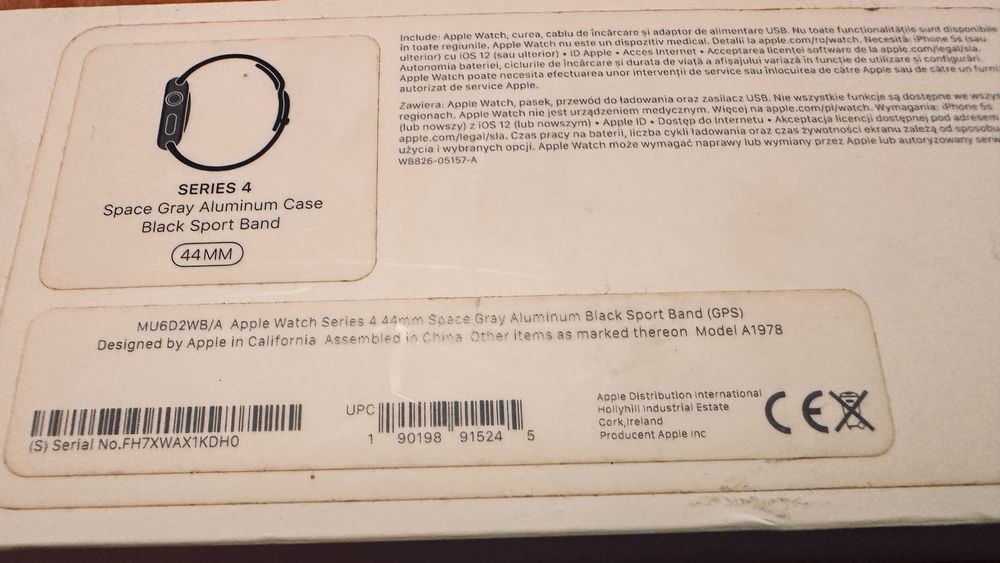 SERIES 4
Space Gray Aluminum Case
Black Sport Band
44MM
Include: Apple Watch, curea, cablu de încărcare și adaptor de alimentare USB. Nu toate funcționalitățile sunt disponibile
în toate regiunile. Apple Watch nu este un dispozitiv medical. Detalii la apple.com/ro/watch. Necesită: iPhone 5s (sau
ulterior) cu iOS 12 (sau ulterior) • ID Apple • Acces Internet • Acceptarea licenței software de la apple.com/legal/sla.
Autonomia bateriei, ciclurile de încărcare și durata de viață a afișajului variază în funcție de utilizare și configurări.
Apple Watch poate necesita efectuarea unor intervenții de service sau înlocuirea de către Apple sau de către un furni
autorizat de service Apple.
Zawiera: Apple Watch, pasek, przewód do ładowania oraz zasilacz USB. Nie wszystkie funkcje są dostępne we wszys
regionach. Apple Watch nie jest urządzeniem medycznym. Więcej na apple.com/pl/watch. Wymagania: iPhone 5s
(lub nowszy) z iOS 12 (lub nowszym) • Apple ID • Dostęp do Internetu • Akceptacja licencji dostępnej pod adresem
apple.com/legal/sla. Czas pracy na baterii, liczba cykli ładowania oraz czas żywotności ekranu zależą od sposobu
użycia i wybranych opcji. Apple Watch może wymagać naprawy lub wymiany przez Apple lub autoryzowany serw
WB826-05157-A
MU6D2WB/A Apple Watch Series 4 44mm Space Gray Aluminum Black Sport Band (GPS)
Designed by Apple in California Assembled in China Other items as marked thereon Model A1978
(S) Serial No.FH7XWAX1KDH0
UPC
1 90198 91524 5
Apple Distribution International
Hollyhill Industrial Estate
Cork,Ireland
Producent Apple Inc
CE